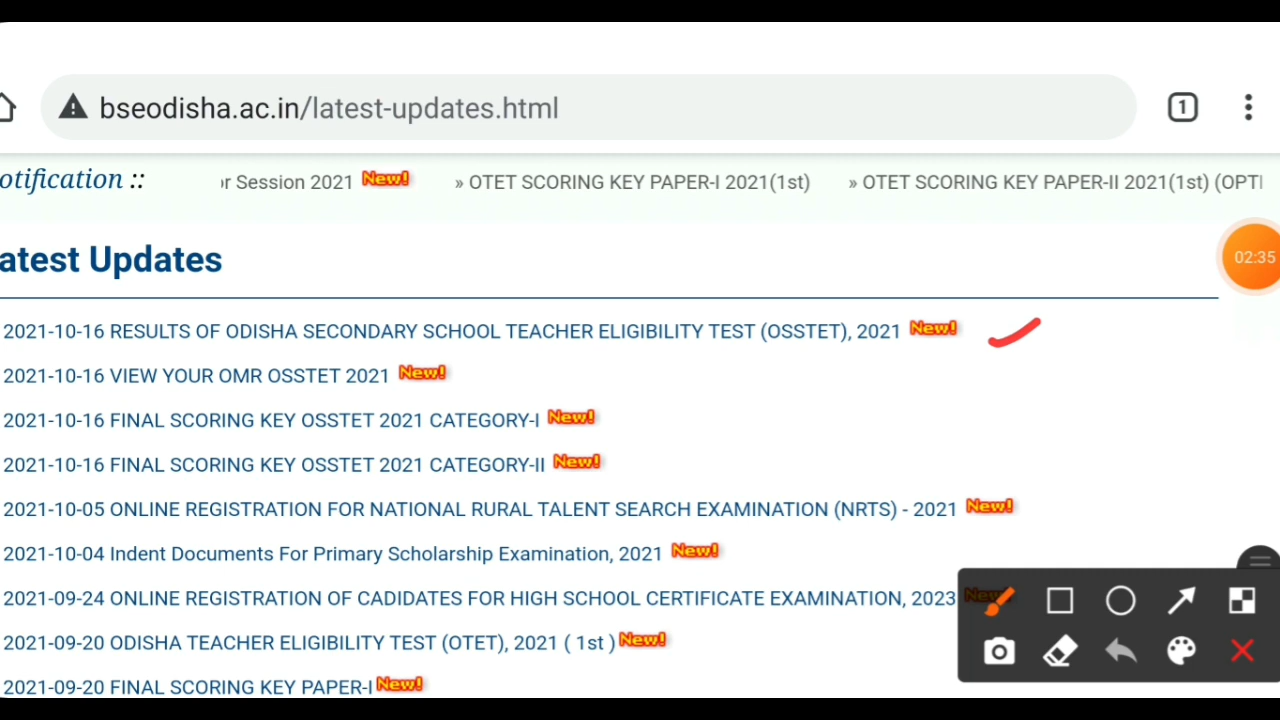 bseodisha.ac.in/latest-updates.html
1
otification ::
r Session 2021 New!
» OTET SCORING KEY PAPER-I 2021(1st)
» OTET SCORING KEY PAPER-II 2021(1st) (OPTI
atest Updates
02:35
2021-10-16 RESULTS OF ODISHA SECONDARY SCHOOL TEACHER ELIGIBILITY TEST (OSSTET), 2021 New!
2021-10-16 VIEW YOUR OMR OSSTET 2021 New!
2021-10-16 FINAL SCORING KEY OSSTET 2021 CATEGORY-I New!
2021-10-16 FINAL SCORING KEY OSSTET 2021 CATEGORY-II New!
2021-10-05 ONLINE REGISTRATION FOR NATIONAL RURAL TALENT SEARCH EXAMINATION (NRTS) - 2021 New!
2021-10-04 Indent Documents For Primary Scholarship Examination, 2021 New!
2021-09-24 ONLINE REGISTRATION OF CADIDATES FOR HIGH SCHOOL CERTIFICATE EXAMINATION, 2023 New!
2021-09-20 ODISHA TEACHER ELIGIBILITY TEST (OTET), 2021 ( 1st ) New!
2021-09-20 FINAL SCORING KEY PAPER-I New!